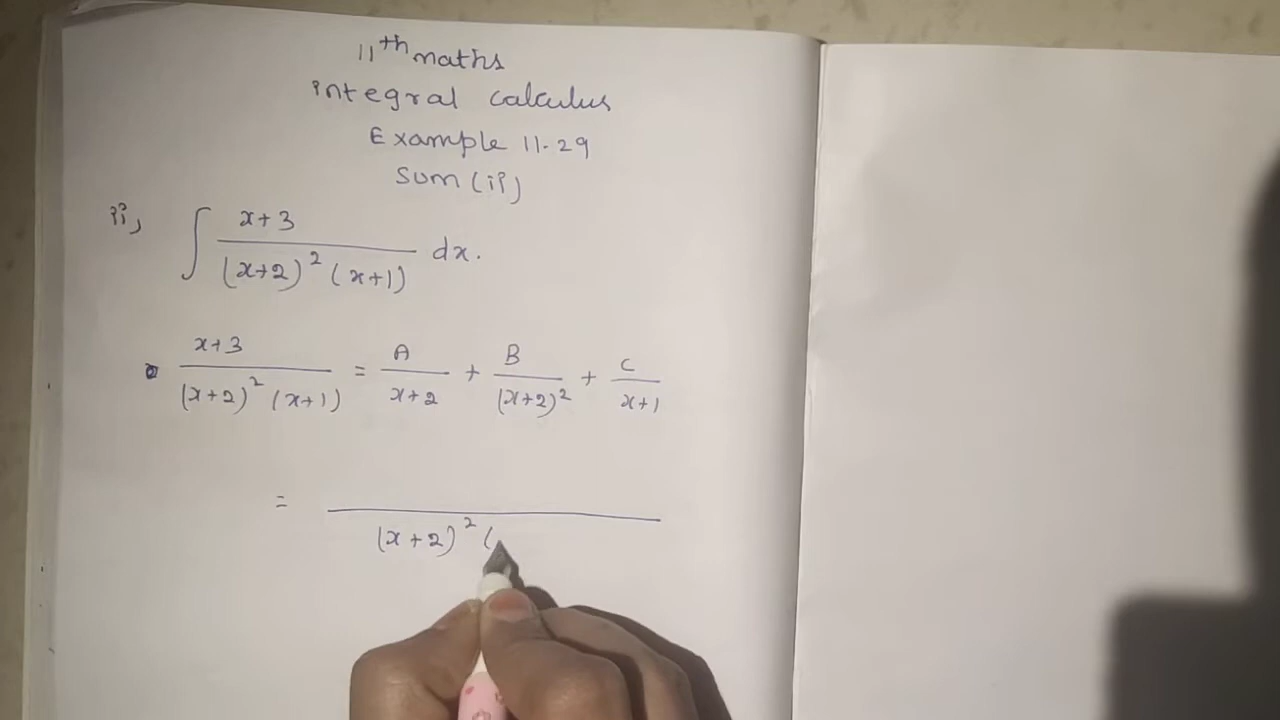 11th maths
integral calculus
Example 11.29
Sum (ii)
ii, ∫ x+3 / (x+2)² (x+1) dx.
x+3 / (x+2)² (x+1) = A / x+2 + B / (x+2)² + C / x+1
= / (x+2)² (